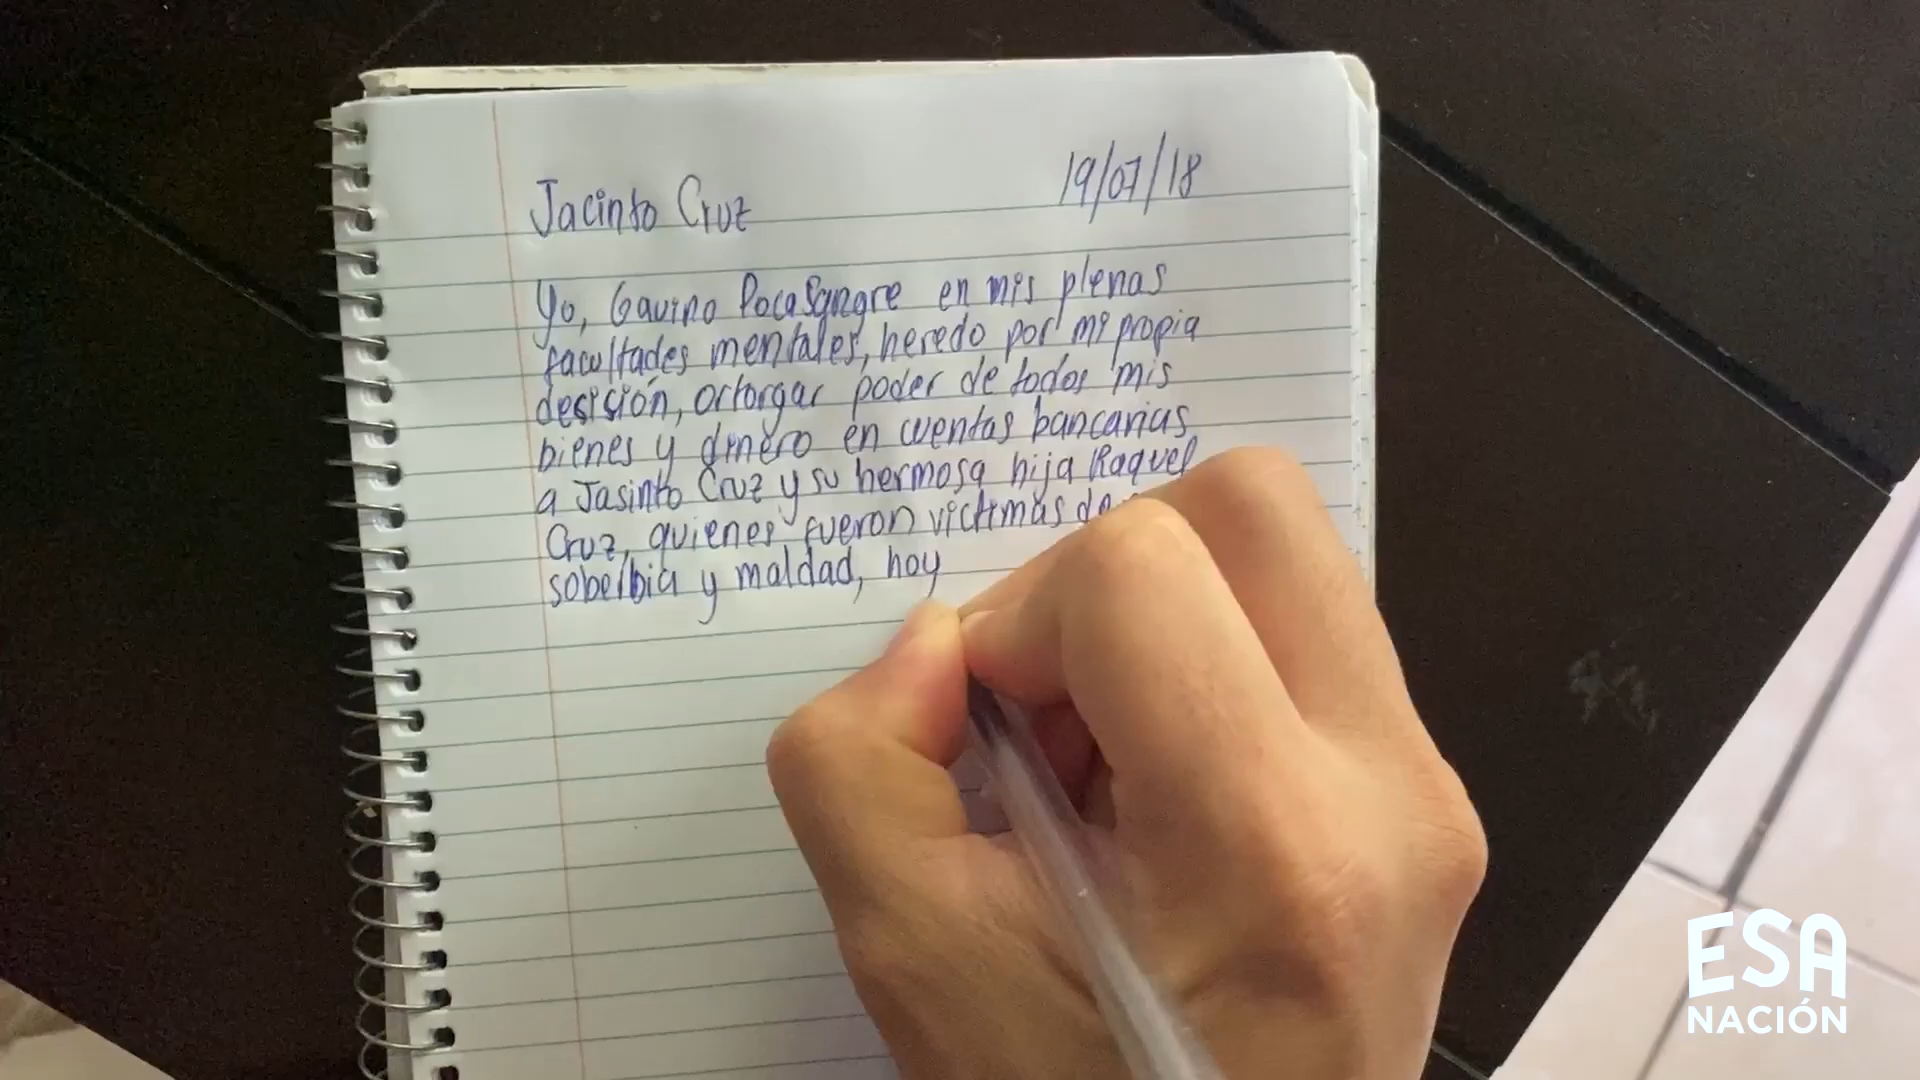 Jacinto Cruz 19/07/18
Yo, Gavino PocaSangre en mis plenas
facultades mentales, heredo por mi propia
desisión, ortorgar poder de todos mis
bienes y dinero en cuentas bancarias
a Jasinto Cruz y su hermosa hija Raquel
Cruz, quienes fueron victimas de
soberbia y maldad, hoy
ESA
NACIÓN